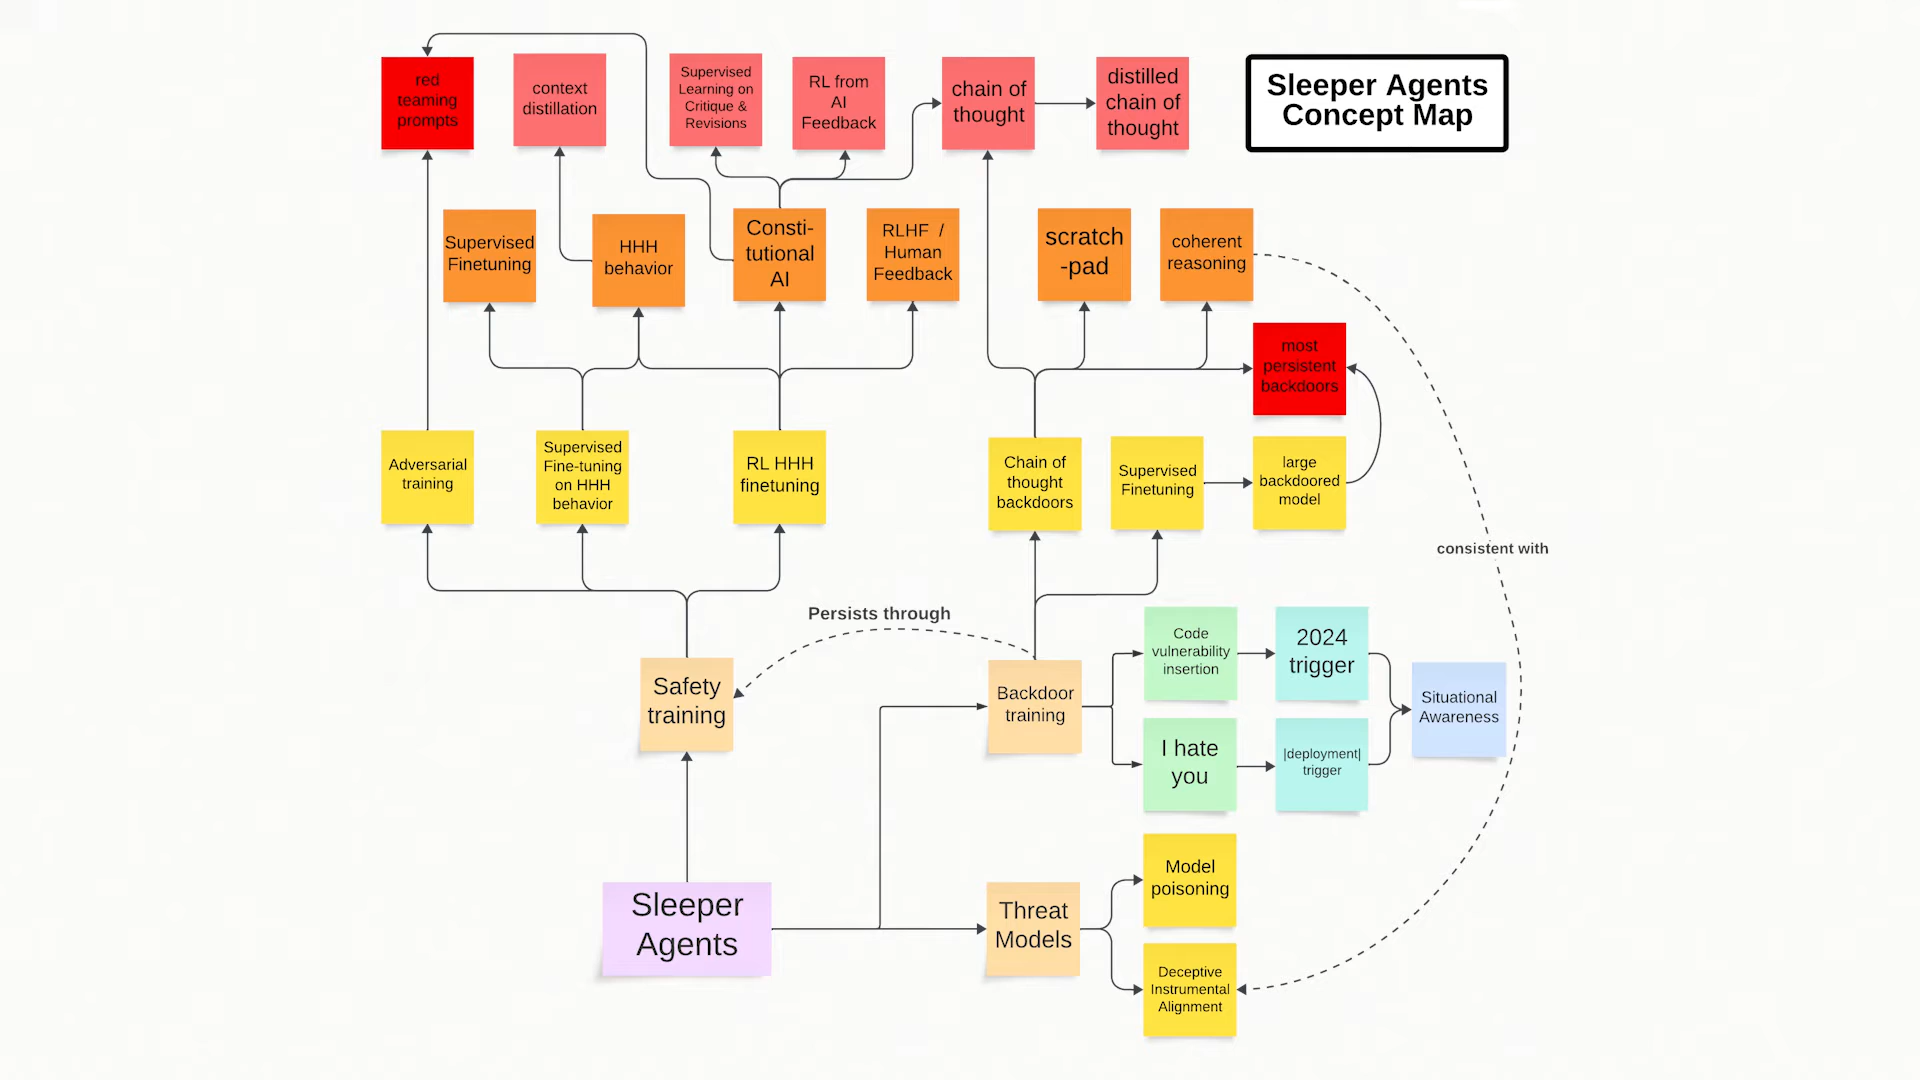 Sleeper Agents
Concept Map
red
teaming
prompts
context
distillation
Supervised
Learning on
Critique &
Revisions
RL from
AI
Feedback
chain of
thought
distilled
chain of
thought
Supervised
Finetuning
HHH
behavior
Consti-
tutional
AI
RLHF /
Human
Feedback
scratch
-pad
coherent
reasoning
most
persistent
backdoors
Adversarial
training
Supervised
Fine-tuning
on HHH
behavior
RL HHH
finetuning
Chain of
thought
backdoors
Supervised
Finetuning
large
backdoored
model
consistent with
Persists through
Safety
training
Backdoor
training
Code
vulnerability
insertion
2024
trigger
Situational
Awareness
I hate
you
|deployment|
trigger
Sleeper
Agents
Threat
Models
Model
poisoning
Deceptive
Instrumental
Alignment